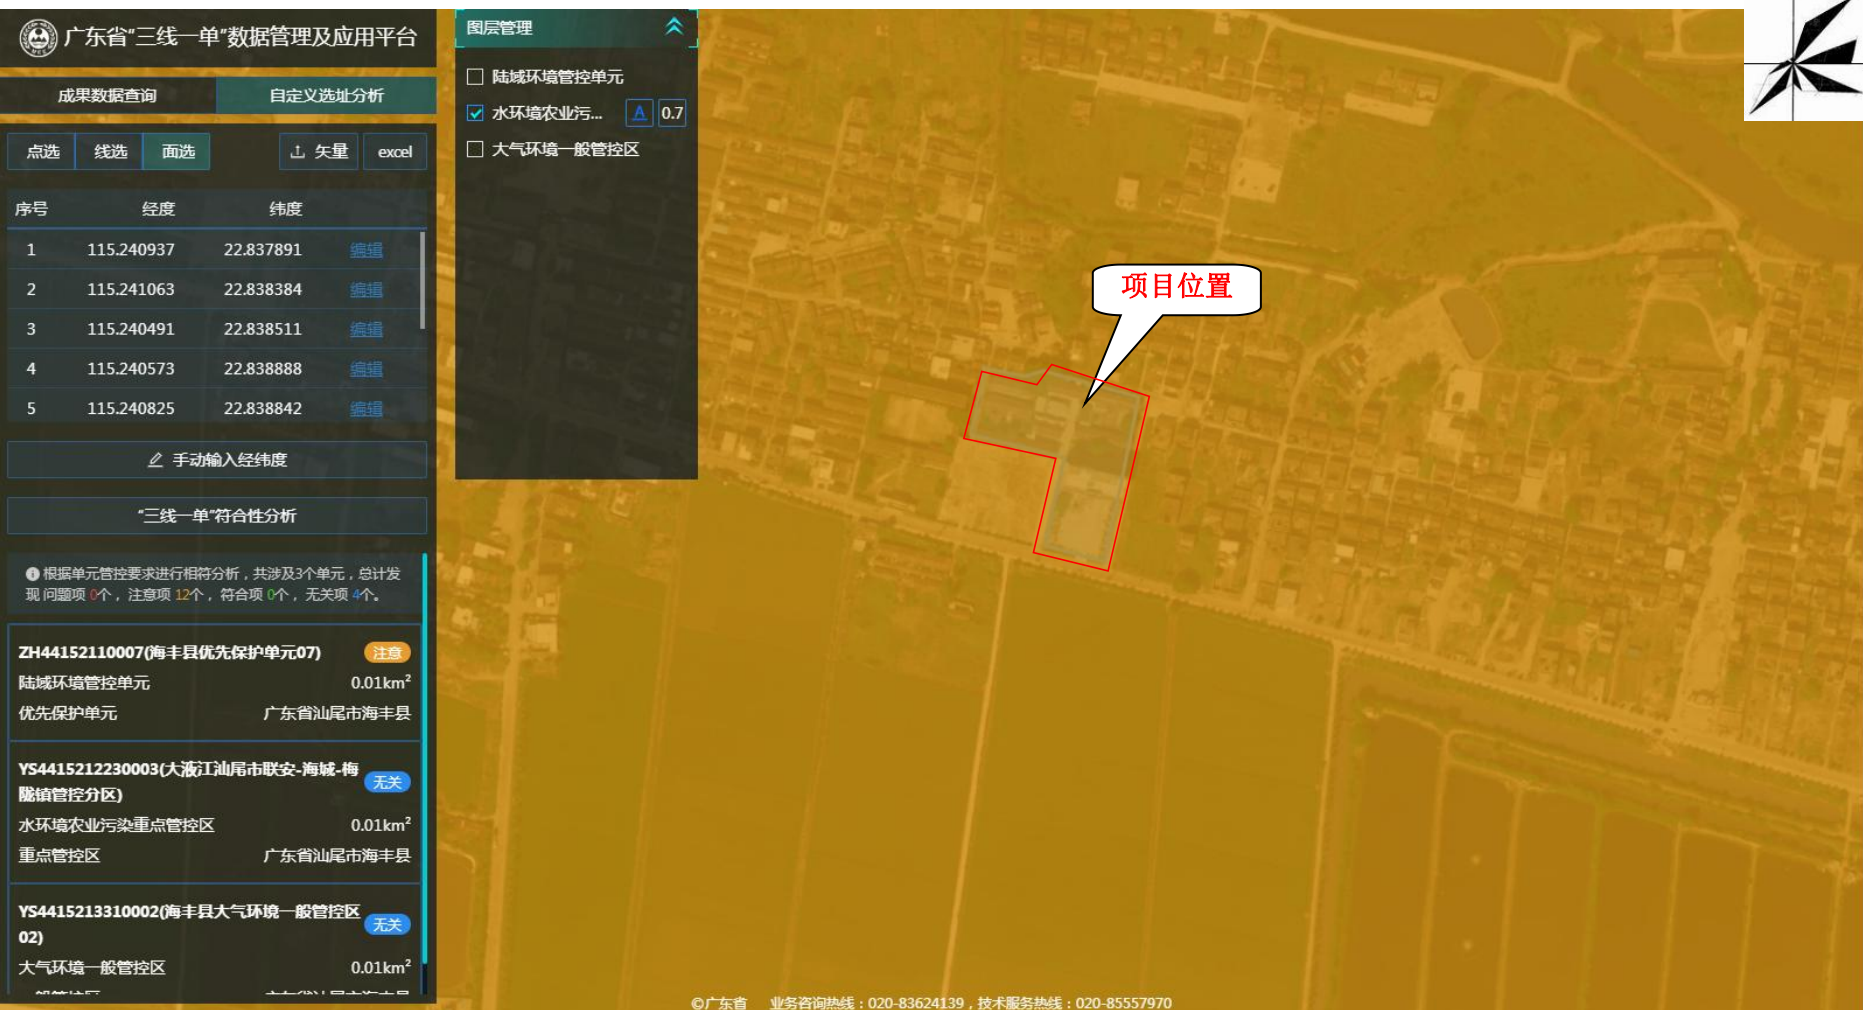 广东省"三线一单"数据管理及应用平台
成果数据查询
自定义选址分析
点选
线选
面选
矢量
excel
序号 经度 纬度
1 115.240937 22.837891 编辑
2 115.241063 22.838384 编辑
3 115.240491 22.838511 编辑
4 115.240573 22.838888 编辑
5 115.240825 22.838842 编辑
手动输入经纬度
"三线一单"符合性分析
根据单元管控要求进行相符分析，共涉及3个单元，总计发
现 问题项 0个，注意项 12个，符合项 0个，无关项 4个。
ZH44152110007(海丰县优先保护单元07) 注意
陆域环境管控单元 0.01km²
优先保护单元 广东省汕尾市海丰县
YS4415212230003(大液江汕尾市联安-海城-梅
陇镇管控分区) 无关
水环境农业污染重点管控区 0.01km²
重点管控区 广东省汕尾市海丰县
YS4415213310002(海丰县大气环境一般管控区
02) 无关
大气环境一般管控区 0.01km²
图层管理
陆域环境管控单元
水环境农业污... A 0.7
大气环境一般管控区
项目位置
©广东省 业务咨询热线：020-83624139，技术服务热线：020-85557970